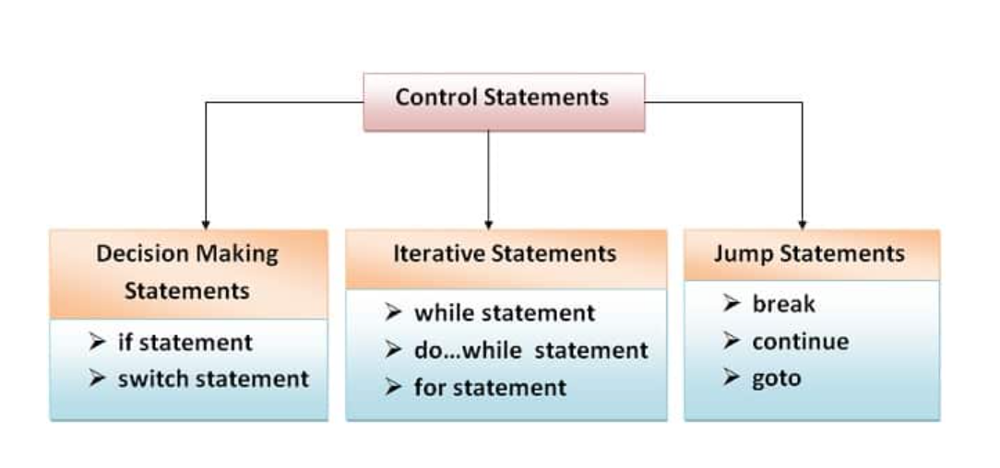 Control Statements
Decision Making
Statements
➢ if statement
➢ switch statement
Iterative Statements
➢ while statement
➢ do...while statement
➢ for statement
Jump Statements
➢ break
➢ continue
➢ goto